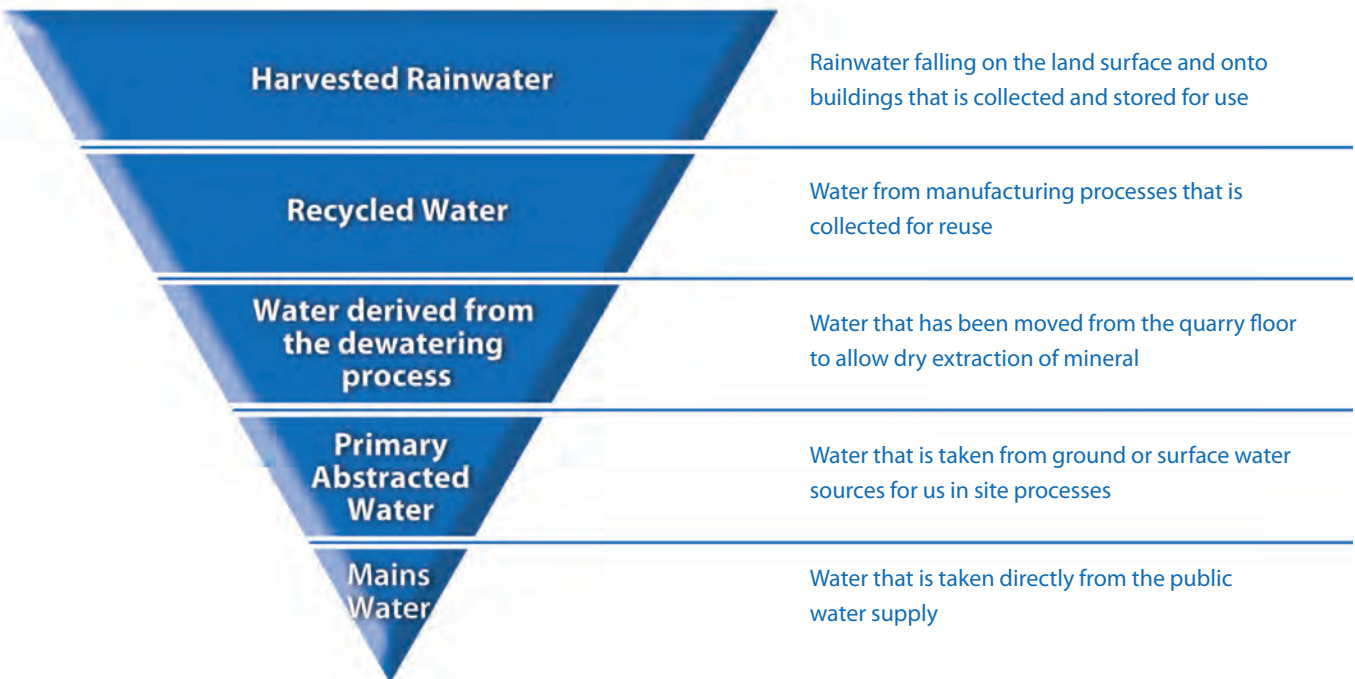 Harvested Rainwater
Rainwater falling on the land surface and onto
buildings that is collected and stored for use
Recycled Water
Water from manufacturing processes that is
collected for reuse
Water derived from
the dewatering
process
Water that has been moved from the quarry floor
to allow dry extraction of mineral
Primary
Abstracted
Water
Water that is taken from ground or surface water
sources for us in site processes
Mains
Water
Water that is taken directly from the public
water supply